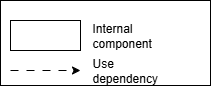 Internal
component
Use
dependency